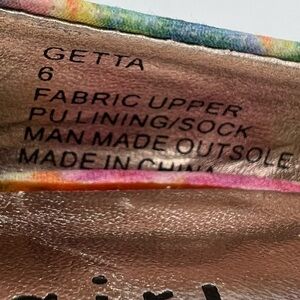 GETTA
6
FABRIC UPPER
PU LINING/SOCK
MAN MADE OUTSOLE
MADE IN CHINA